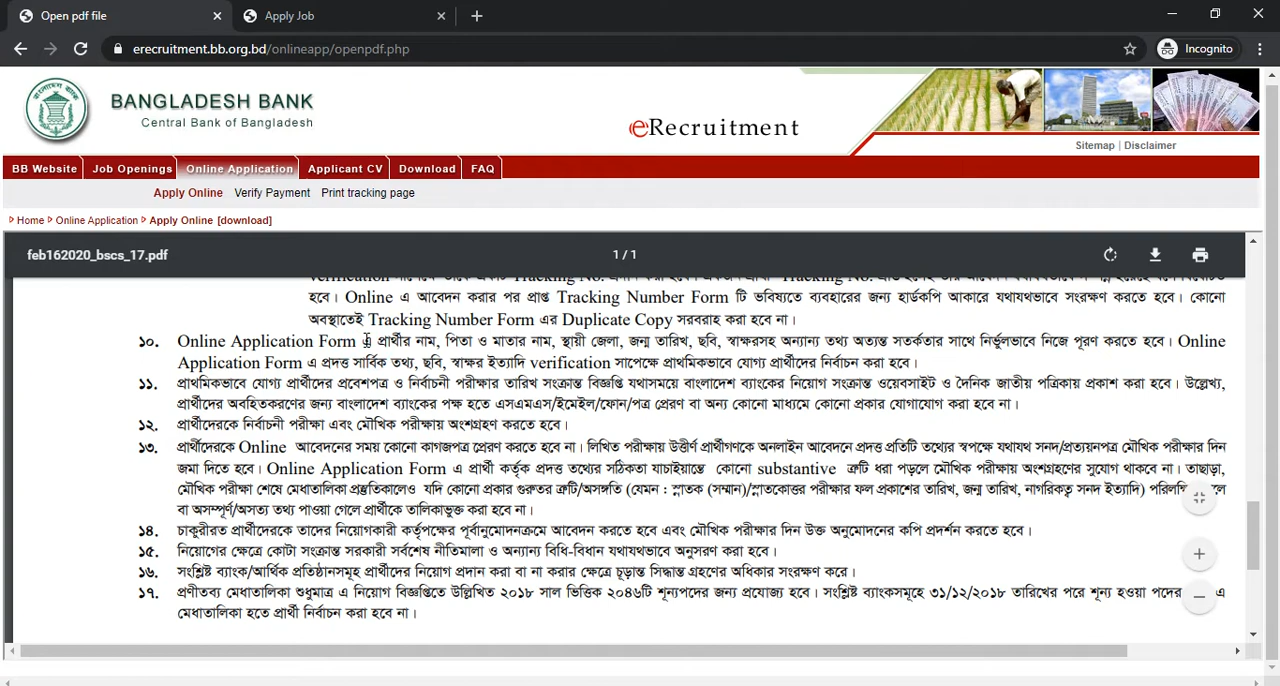 Open pdf file
Apply Job
erecruitment.bb.org.bd/onlineapp/openpdf.php
Incognito
BANGLADESH BANK
Central Bank of Bangladesh
eRecruitment
Sitemap | Disclaimer
BB Website Job Openings Online Application Applicant CV Download FAQ
Apply Online Verify Payment Print tracking page
Home Online Application Apply Online [download]
feb162020_bscs_17.pdf 1 / 1
হবে। Online এ আবেদন করার পর প্রাপ্ত Tracking Number Form টি ভবিষ্যতে ব্যবহারের জন্য হার্ডকপি আকারে যথাযথভাবে সংরক্ষণ করতে হবে। কোনো
অবস্থাতেই Tracking Number Form এর Duplicate Copy সরবরাহ করা হবে না।
১০. Online Application Form এ প্রার্থীর নাম, পিতা ও মাতার নাম, স্থায়ী জেলা, জন্ম তারিখ, ছবি, স্বাক্ষরসহ অন্যান্য তথ্য অত্যন্ত সতর্কতার সাথে নির্ভুলভাবে নিজে পূরণ করতে হবে। Online
Application Form এ প্রদত্ত সার্বিক তথ্য, ছবি, স্বাক্ষর ইত্যাদি verification সাপেক্ষে প্রাথমিকভাবে যোগ্য প্রার্থীদের নির্বাচন করা হবে।
১১. প্রাথমিকভাবে যোগ্য প্রার্থীদের প্রবেশপত্র ও নির্বাচনী পরীক্ষার তারিখ সংক্রান্ত বিজ্ঞপ্তি যথাসময়ে বাংলাদেশ ব্যাংকের নিয়োগ সংক্রান্ত ওয়েবসাইট ও দৈনিক জাতীয় পত্রিকায় প্রকাশ করা হবে। উল্লেখ্য,
প্রার্থীদের অবহিতকরণের জন্য বাংলাদেশ ব্যাংকের পক্ষ হতে এসএমএস/ইমেইল/ফোন/পত্র প্রেরণ বা অন্য কোনো মাধ্যমে কোনো প্রকার যোগাযোগ করা হবে না।
১২. প্রার্থীদেরকে নির্বাচনী পরীক্ষা এবং মৌখিক পরীক্ষায় অংশগ্রহণ করতে হবে।
১৩. প্রার্থীদেরকে Online আবেদনের সময় কোনো কাগজপত্র প্রেরণ করতে হবে না। লিখিত পরীক্ষায় উত্তীর্ণ প্রার্থীগণকে অনলাইন আবেদনে প্রদত্ত প্রতিটি তথ্যের স্বপক্ষে যথাযথ সনদ/প্রত্যয়নপত্র মৌখিক পরীক্ষার দিন
জমা দিতে হবে। Online Application Form এ প্রার্থী কর্তৃক প্রদত্ত তথ্যের সঠিকতা যাচাইয়ান্তে কোনো substantive ত্রুটি ধরা পড়লে মৌখিক পরীক্ষায় অংশগ্রহণের সুযোগ থাকবে না। তাছাড়া,
মৌখিক পরীক্ষা শেষে মেধাতালিকা প্রস্তুতিকালেও যদি কোনো প্রকার গুরুতর ত্রুটি/অসঙ্গতি (যেমন : স্নাতক (সম্মান)/স্নাতকোত্তর পরীক্ষার ফল প্রকাশের তারিখ, জন্ম তারিখ, নাগরিকত্ব সনদ ইত্যাদি)
বা অসম্পূর্ণ/অসত্য তথ্য পাওয়া গেলে প্রার্থীকে তালিকাভুক্ত করা হবে না।
১৪. চাকুরীরত প্রার্থীদেরকে তাদের নিয়োগকারী কর্তৃপক্ষের পূর্বানুমোদনক্রমে আবেদন করতে হবে এবং মৌখিক পরীক্ষার দিন উক্ত অনুমোদনের কপি প্রদর্শন করতে হবে।
১৫. নিয়োগের ক্ষেত্রে কোটা সংক্রান্ত সরকারী সর্বশেষ নীতিমালা ও অন্যান্য বিধি-বিধান যথাযথভাবে অনুসরণ করা হবে।
১৬. সংশ্লিষ্ট ব্যাংক/আর্থিক প্রতিষ্ঠানসমূহ প্রার্থীদের নিয়োগ প্রদান করা বা না করার ক্ষেত্রে চূড়ান্ত সিদ্ধান্ত গ্রহণের অধিকার সংরক্ষণ করে।
১৭. প্রণীতব্য মেধাতালিকা শুধুমাত্র এ নিয়োগ বিজ্ঞপ্তিতে উল্লিখিত ২০১৮ সাল ভিত্তিক ২০৪৬টি শূন্যপদের জন্য প্রযোজ্য হবে। সংশ্লিষ্ট ব্যাংকসমূহে ৩১/১২/২০১৮ তারিখের পরে শূন্য হওয়া পদের এ
মেধাতালিকা হতে প্রার্থী নির্বাচন করা হবে না।